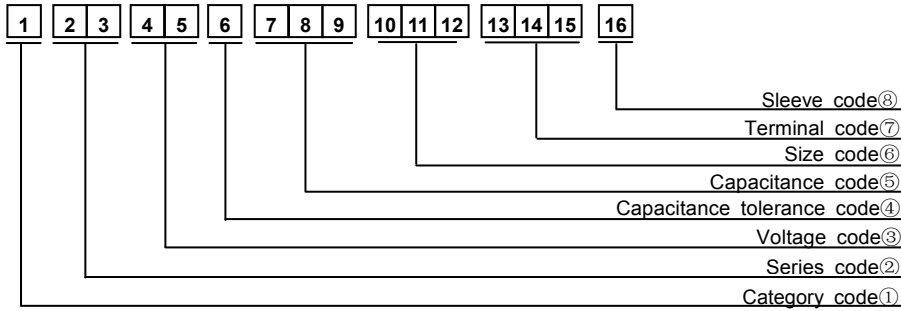 1 2 3 4 5 6 7 8 9 10 11 12 13 14 15 16
Sleeve code⑧
Terminal code⑦
Size code⑥
Capacitance code⑤
Capacitance tolerance code④
Voltage code③
Series code②
Category code①